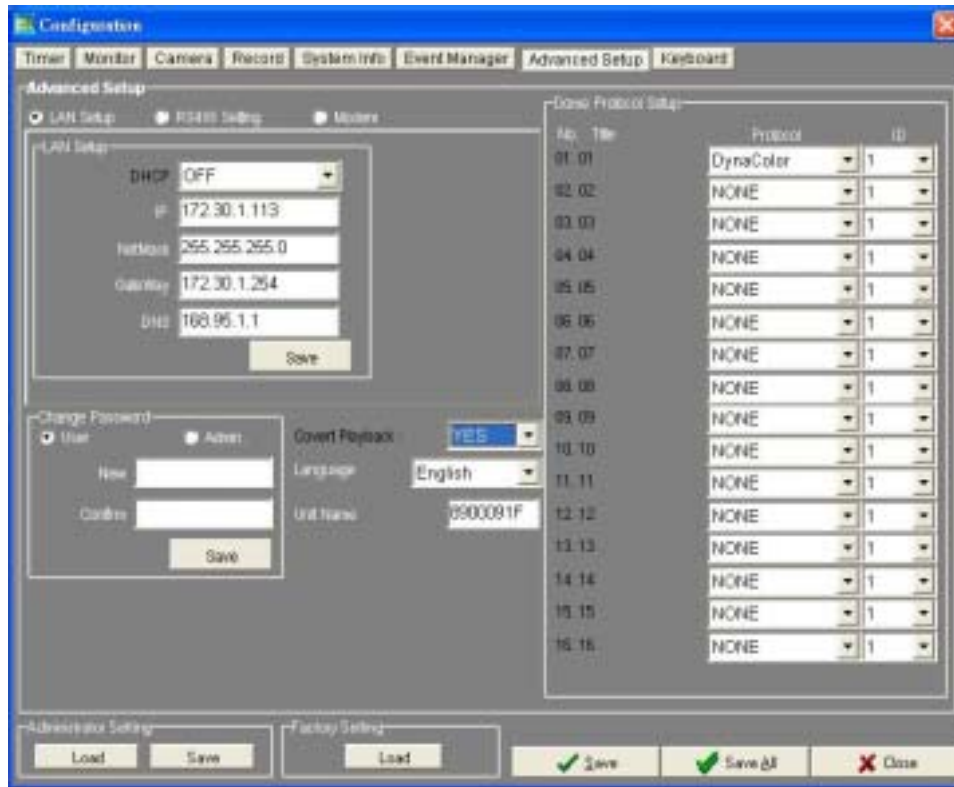 Configuration
Timer Monitor Camera Record System Info Event Manager Advanced Setup Keyboard
Advanced Setup
LAN Setup RS485 Setting Modem
LAN Setup
DHCP OFF
IP 172.30.1.113
NetMask 255.255.255.0
GateWay 172.30.1.254
DNS 168.95.1.1
Save
Change Password
User Admin
New
Confirm
Save
Covert Playback YES
Language English
Unit Name 6900091F
Dome Protocol Setup
No. Title Protocol ID
01. 01 DynaColor 1
02. 02 NONE 1
03. 03 NONE 1
04. 04 NONE 1
05. 05 NONE 1
06. 06 NONE 1
07. 07 NONE 1
08. 08 NONE 1
09. 09 NONE 1
10. 10 NONE 1
11. 11 NONE 1
12. 12 NONE 1
13. 13 NONE 1
14. 14 NONE 1
15. 15 NONE 1
16. 16 NONE 1
Administrator Setting
Load Save
Factory Setting
Load
Save Save All Close